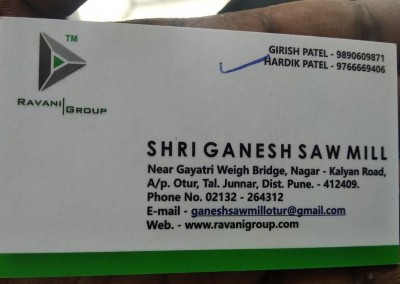 TM
RAVANI GROUP
GIRISH PATEL - 9890609871
HARDIK PATEL - 9766669406
SHRI GANESH SAW MILL
Near Gayatri Weigh Bridge, Nagar - Kalyan Road,
A/p. Otur, Tal. Junnar, Dist. Pune. - 412409.
Phone No. 02132 - 264312
E-mail - ganeshsawmillotur@gmail.com
Web. - www.ravanigroup.com